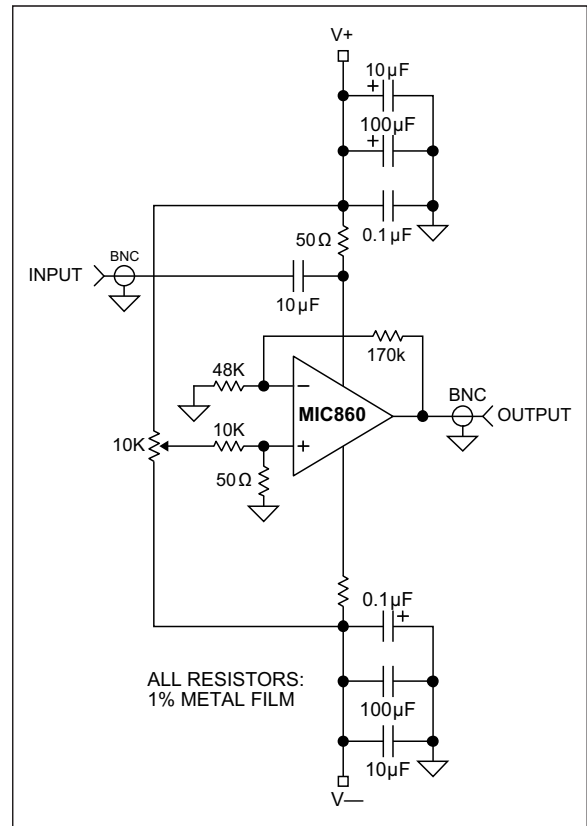 V+
10µF
+
100µF
+
0.1µF
50Ω
BNC
INPUT
10µF
170k
48K
BNC
−
MIC860
OUTPUT
10K
10K
+
50Ω
0.1µF
+
ALL RESISTORS:
1% METAL FILM
100µF
10µF
V—